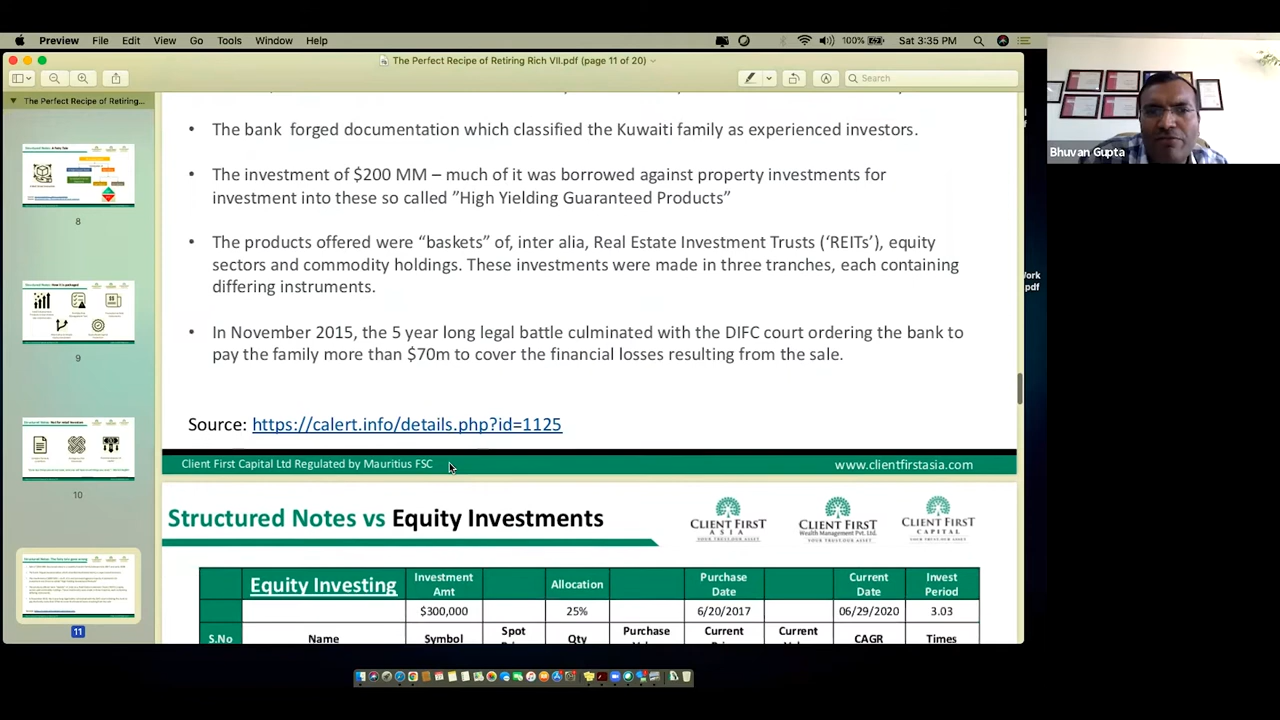 Preview File Edit View Go Tools Window Help
100% Sat 3:35 PM
The Perfect Recipe of Retiring Rich VII.pdf (page 11 of 20)
Search
The Perfect Recipe of Retiring...
8
9
10
11
• The bank forged documentation which classified the Kuwaiti family as experienced investors.
• The investment of $200 MM – much of it was borrowed against property investments for
investment into these so called ”High Yielding Guaranteed Products”
• The products offered were “baskets” of, inter alia, Real Estate Investment Trusts (‘REITs’), equity
sectors and commodity holdings. These investments were made in three tranches, each containing
differing instruments.
• In November 2015, the 5 year long legal battle culminated with the DIFC court ordering the bank to
pay the family more than $70m to cover the financial losses resulting from the sale.
Source: https://calert.info/details.php?id=1125
Client First Capital Ltd Regulated by Mauritius FSC www.clientfirstasia.com
Structured Notes vs Equity Investments
CLIENT FIRST ASIA
CLIENT FIRST Wealth Management Pvt. Ltd.
CLIENT FIRST CAPITAL
Equity Investing Investment Amt Allocation Purchase Date Current Date Invest Period
$300,000 25% 6/20/2017 06/29/2020 3.03
S.No Name Symbol Spot Qty Purchase Current Current CAGR Times
Bhuvan Gupta
.pdf